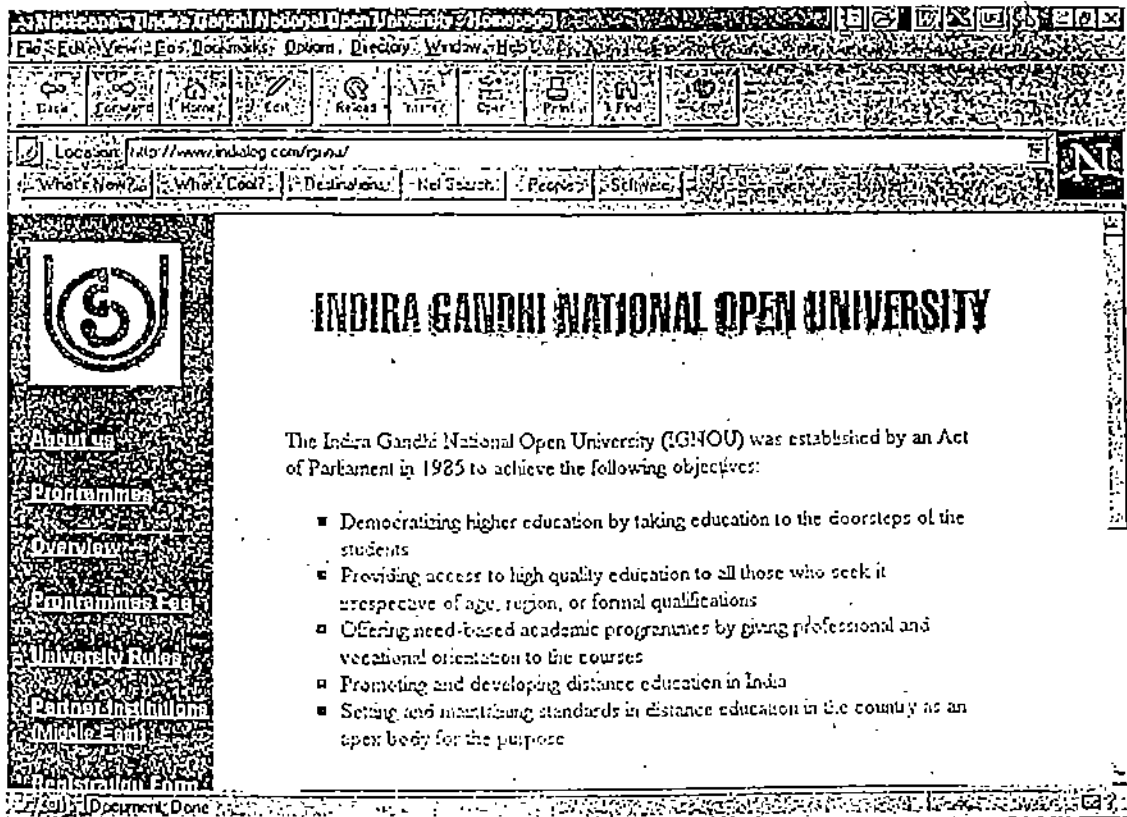 Netscape - [Indira Gandhi National Open University - Homepage]
File Edit View Go Bookmarks Options Directory Window Help
Back Forward Home Edit Reload Images Open Print Find Stop
Location: http://www.indialog.com/ignou/
What's New? What's Cool? Destinations Net Search People Software
INDIRA GANDHI NATIONAL OPEN UNIVERSITY
About us
Programmes
Overview
Programmes Fee
University Rules
Partner Institutions
(Middle East)
Registration Form
The Indira Gandhi National Open University (IGNOU) was established by an Act
of Parliament in 1985 to achieve the following objectives:
Democratizing higher education by taking education to the doorsteps of the
students
Providing access to high quality education to all those who seek it
irrespective of age, region, or formal qualifications
Offering need-based academic programmes by giving professional and
vocational orientation to the courses
Promoting and developing distance education in India
Setting and maintaining standards in distance education in the country as an
apex body for the purpose
Document: Done